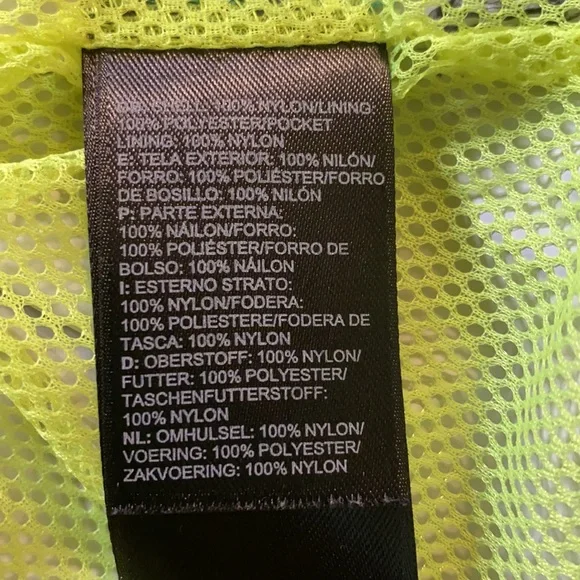 GB: SHELL: 100% NYLON/LINING:
100% POLYESTER/POCKET
LINING: 100% NYLON
E: TELA EXTERIOR: 100% NILÓN/
FORRO: 100% POLIÉSTER/FORRO
DE BOSILLO: 100% NILÓN
P: PARTE EXTERNA:
100% NÁILON/FORRO:
100% POLIÉSTER/FORRO DE
BOLSO: 100% NÁILON
I: ESTERNO STRATO:
100% NYLON/FODERA:
100% POLIESTERE/FODERA DE
TASCA: 100% NYLON
D: OBERSTOFF: 100% NYLON/
FUTTER: 100% POLYESTER/
TASCHENFUTTERSTOFF:
100% NYLON
NL: OMHULSEL: 100% NYLON/
VOERING: 100% POLYESTER/
ZAKVOERING: 100% NYLON